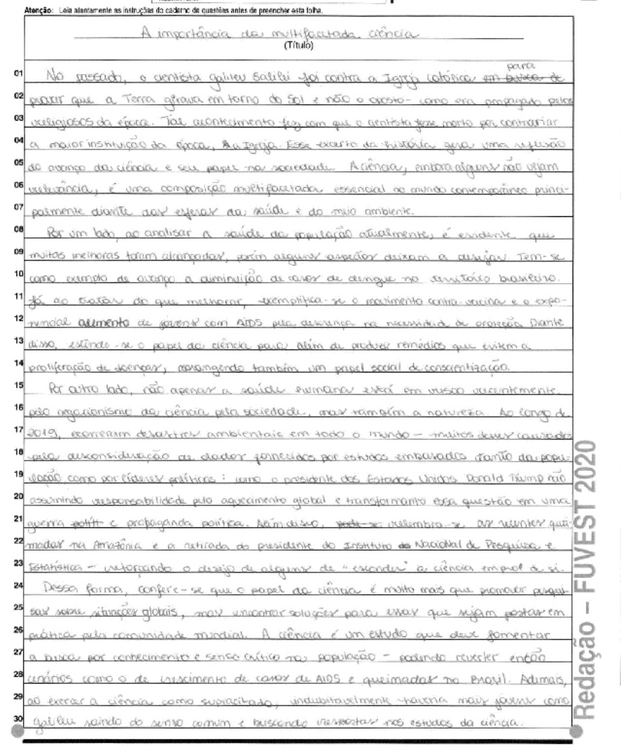 Atenção: Leia atentamente as instruções do caderno de questões antes de preencher esta folha.
A importância da multifacetada ciência
(Título)
para
01 No passado, o cientista galileu Galilei foi contra a Igreja Católica em busca de
02 provar que a Terra girava em torno do Sol e não o oposto - como era propagado pelos
03 religiosos da época. Tal acontecimento fez com que o cientista fosse morto por contrariar
04 a maior instituição da época, a Igreja. Esse excerto da história gera uma reflexão
05 do avanço da ciência e seu papel na sociedade. A ciência, embora alguns não vejam
06 relevância, é uma composição multifacetada essencial no mundo contemporâneo princi-
07 palmente diante das esferas da saúde e do meio ambiente.
08 Por um lado, ao analisar a saúde da população atualmente, é evidente que
09 muitas melhoras foram alcançadas, porém alguns aspectos deixam a desejar. Tem-se
10 como exemplo de avanço a diminuição de casos de dengue no território brasileiro.
11 Já ao tratar do que melhorar, exemplifica-se o movimento contra vacina e o expo-
12 nencial aumento de jovens com AIDS pela descrença na necessidade de proteção. Diante
13 disso, estende-se o papel da ciência para além de produzir remédios que evitem a
14 proliferação de doenças, abrangendo também um papel social de conscientização.
15 Por outro lado, não apenas a saúde humana está em risco recentemente
16 pelo negacionismo da ciência pela sociedade, mas também a natureza. Ao longo de
17 2019, ocorreram desastres ambientais em todo o mundo - muitos desses causados
18 pela desconsideração de dados fornecidos por estudos embasados tanto da popu-
19 lação como por líderes políticos: como o presidente dos Estados Unidos Donald Trump não
20 assumindo responsabilidade pelo aquecimento global e transformando essa questão em uma
21 guerra e propaganda política. Além disso, relembra-se as recentes quei-
22 madas na Amazônia e a retirada do presidente do Instituto Nacional de Pesquisa e
23 Estatística - reforçando o desejo de alguns de "esconder" a ciência em prol de si.
24 Dessa forma, confere-se que o papel da ciência é muito mais que promover pesqui-
25 sas sobre situações globais, mas encontrar soluções para essas que sejam postas em
26 prática pela comunidade mundial. A ciência é um estudo que deve fomentar
27 a busca por conhecimento e senso crítico na população - podendo reverter então
28 cenários como o de crescimento de casos de AIDS e queimadas no Brasil. Ademais,
29 ao exercer a ciência como supracitado, indubitavelmente haveria mais jovens como
30 galileu saindo do senso comum e buscando respostas nos estudos da ciência.
Redação – FUVEST 2020